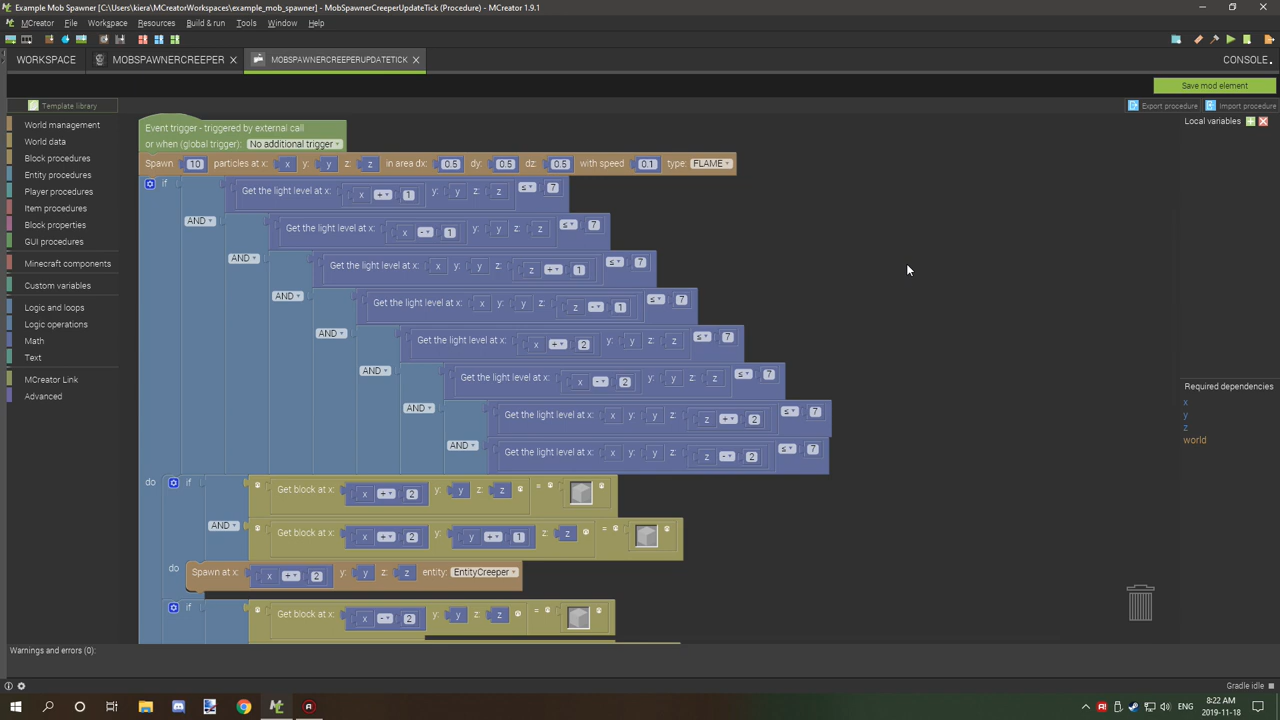 Example Mob Spawner [C:\Users\kiera\MCreatorWorkspaces\example_mob_spawner] - MobSpawnerCreeperUpdateTick (Procedure) - MCreator 1.9.1
MCreator File Workspace Resources Build & run Tools Window Help
WORKSPACE MOBSPAWNERCREEPER MOBSPAWNERCREEPERUPDATETICK CONSOLE
Save mod element
Template library Export procedure Import procedure
World management
World data
Block procedures
Entity procedures
Player procedures
Item procedures
Block properties
GUI procedures
Minecraft components
Custom variables
Logic and loops
Logic operations
Math
Text
MCreator Link
Advanced
Event trigger - triggered by external call
or when (global trigger): No additional trigger
Spawn 10 particles at x: x y: y z: z in area dx: 0.5 dy: 0.5 dz: 0.5 with speed 0.1 type: FLAME
if Get the light level at x: x + 1 y: y z: z ≤ 7
AND Get the light level at x: x - 1 y: y z: z ≤ 7
AND Get the light level at x: x y: y z: z + 1 ≤ 7
AND Get the light level at x: x y: y z: z - 1 ≤ 7
AND Get the light level at x: x + 2 y: y z: z ≤ 7
AND Get the light level at x: x - 2 y: y z: z ≤ 7
AND Get the light level at x: x y: y z: z + 2 ≤ 7
AND Get the light level at x: x y: y z: z - 2 ≤ 7
do if Get block at x: x + 2 y: y z: z =
AND Get block at x: x + 2 y: y + 1 z: z =
do Spawn at x: x + 2 y: y z: z entity: EntityCreeper
if Get block at x: x - 2 y: y z: z =
Local variables
Required dependencies
x
y
z
world
Warnings and errors (0):
Gradle idle
ENG 8:22 AM
2019-11-18